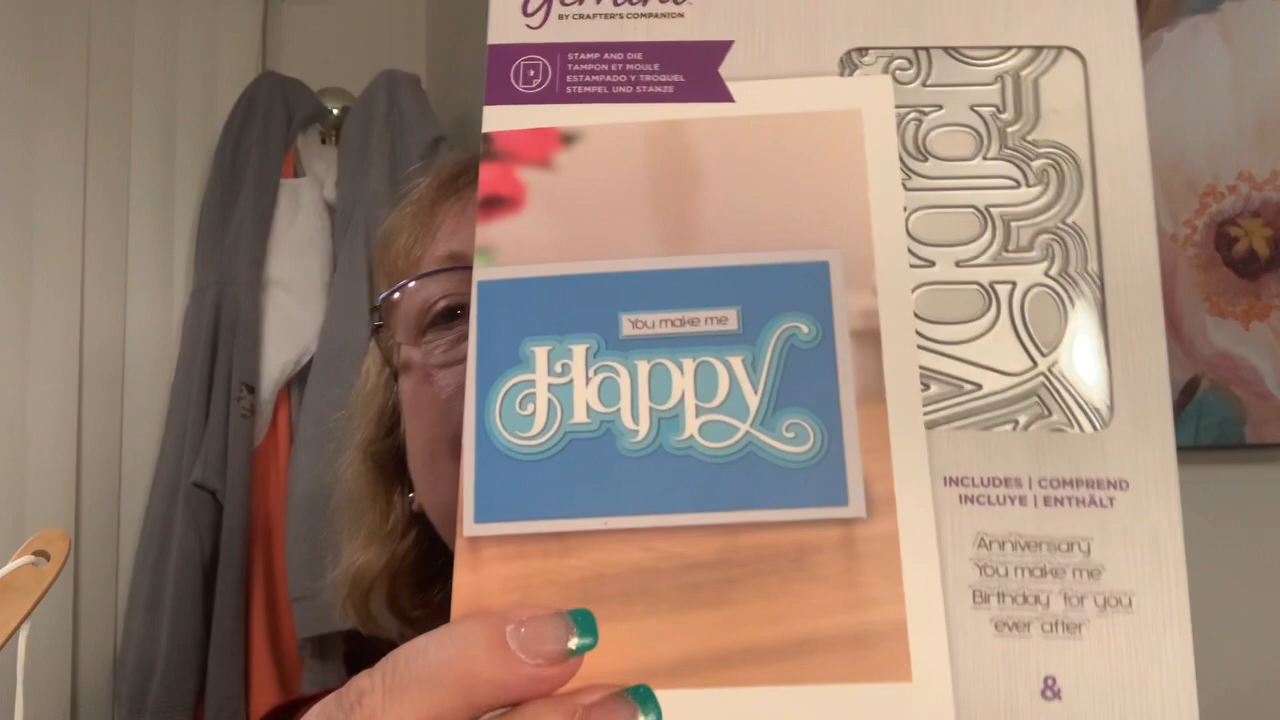 gemini
BY CRAFTER'S COMPANION
STAMP AND DIE
TAMPON ET MOULE
ESTAMPADO Y TROQUEL
STEMPEL UND STANZE
You make me
Happy
INCLUDES | COMPREND
INCLUYE | ENTHÄLT
Anniversary
You make me
Birthday for you
ever after
&